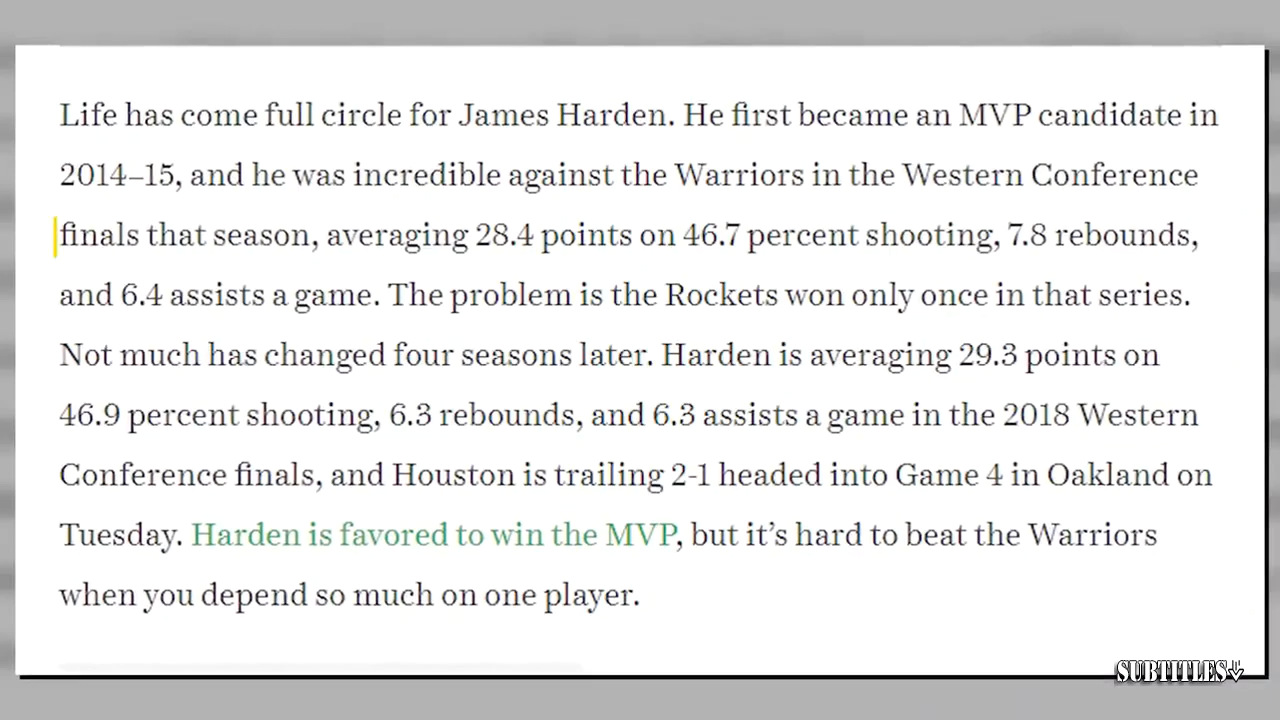 Life has come full circle for James Harden. He first became an MVP candidate in
2014–15, and he was incredible against the Warriors in the Western Conference
finals that season, averaging 28.4 points on 46.7 percent shooting, 7.8 rebounds,
and 6.4 assists a game. The problem is the Rockets won only once in that series.
Not much has changed four seasons later. Harden is averaging 29.3 points on
46.9 percent shooting, 6.3 rebounds, and 6.3 assists a game in the 2018 Western
Conference finals, and Houston is trailing 2-1 headed into Game 4 in Oakland on
Tuesday. Harden is favored to win the MVP, but it’s hard to beat the Warriors
when you depend so much on one player.
SUBTITLES